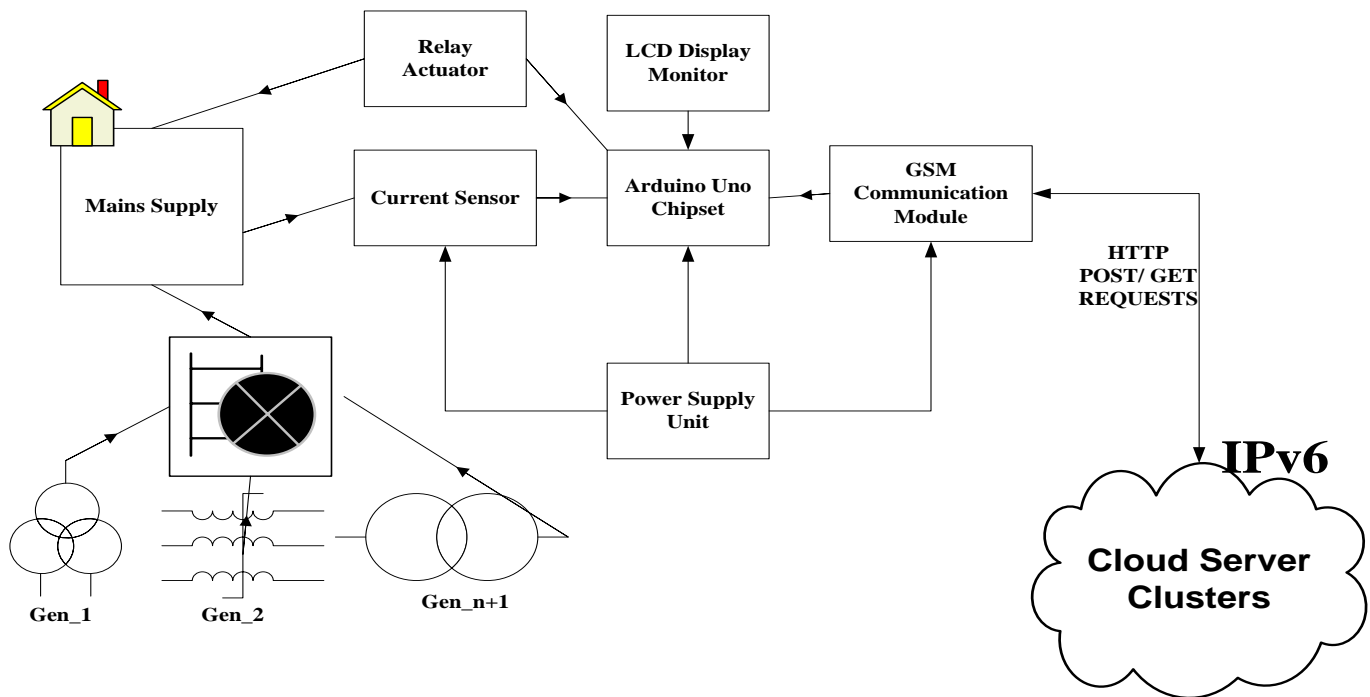 Relay
Actuator
LCD Display
Monitor
Mains Supply
Current Sensor
Arduino Uno
Chipset
GSM
Communication
Module
HTTP
POST/ GET
REQUESTS
Power Supply
Unit
IPv6
Cloud Server
Clusters
Gen_1
Gen_2
Gen_n+1